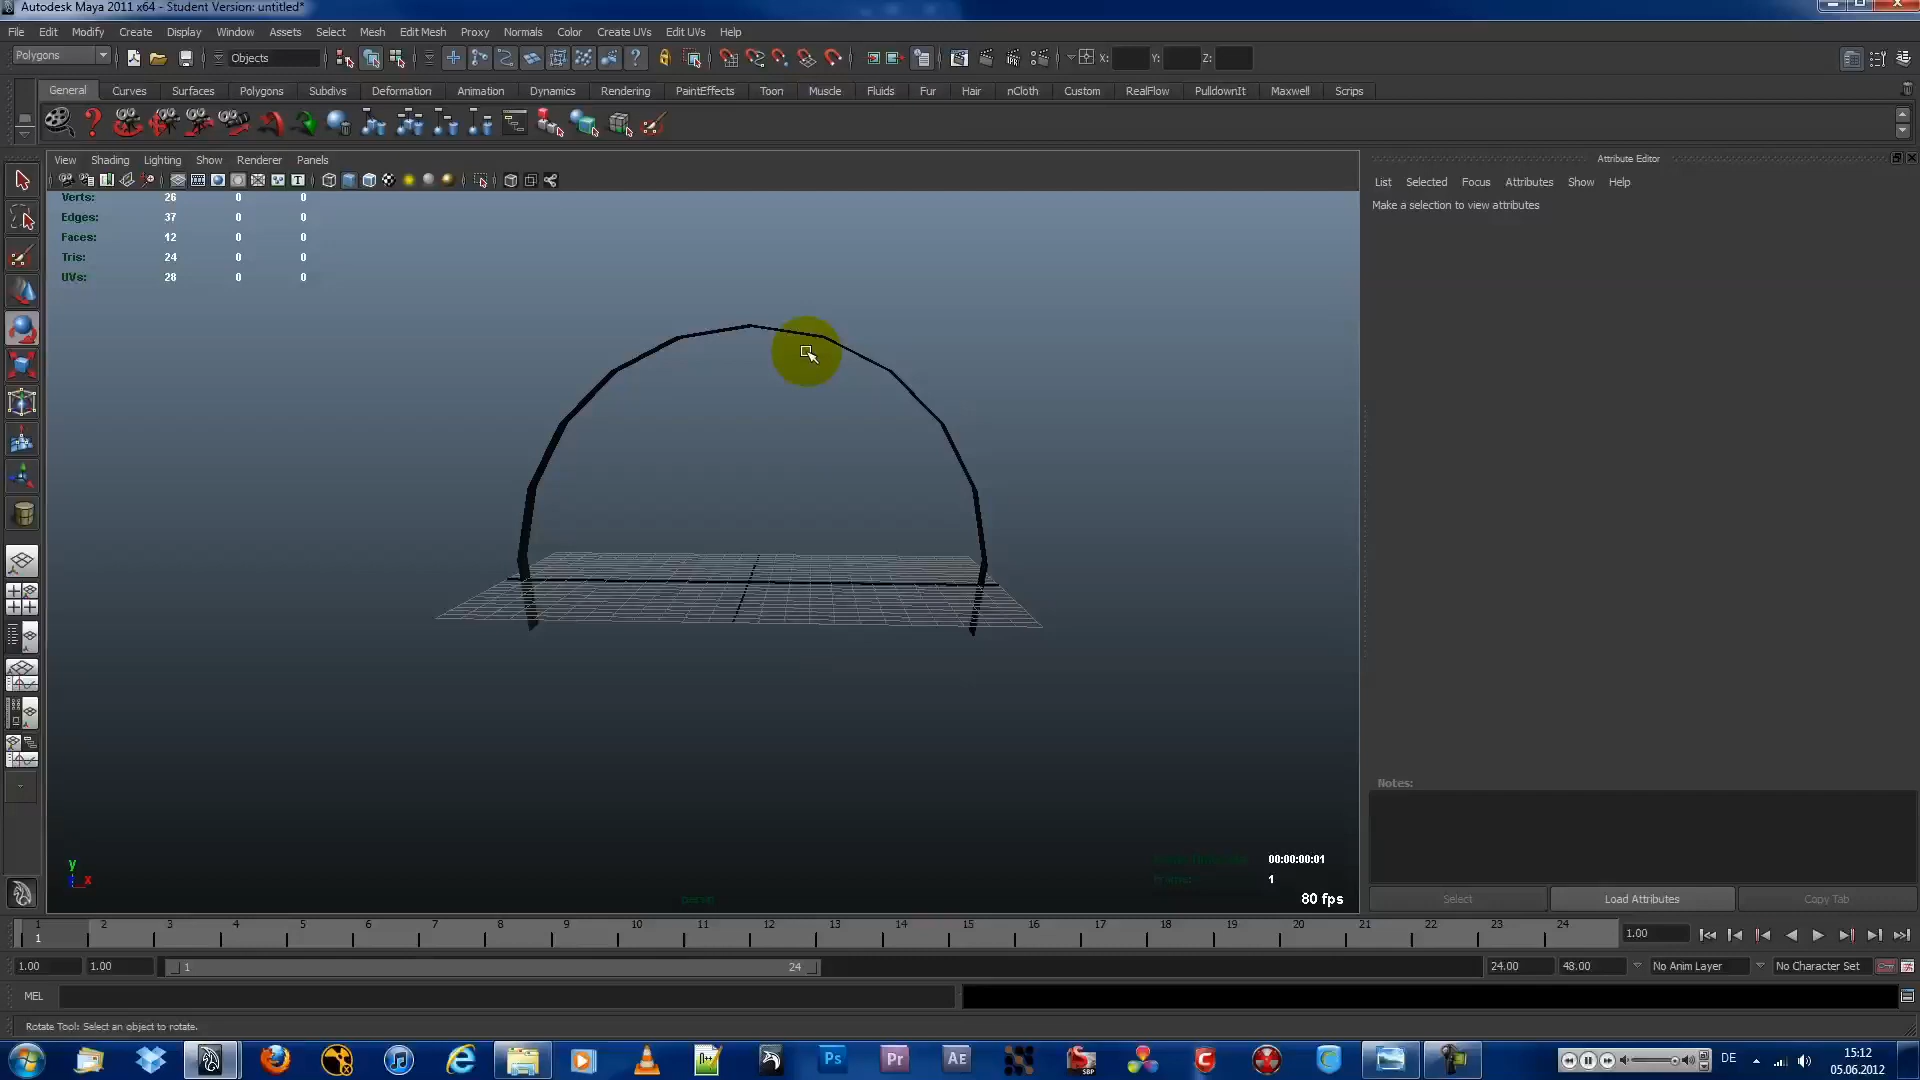 Autodesk Maya 2011 x64 - Student Version: untitled*
File Edit Modify Create Display Window Assets Select Mesh Edit Mesh Proxy Normals Color Create UVs Edit UVs Help
Polygons Objects X: Y: Z:
General Curves Surfaces Polygons Subdivs Deformation Animation Dynamics Rendering PaintEffects Toon Muscle Fluids Fur Hair nCloth Custom RealFlow PulldownIt Maxwell Scripts
View Shading Lighting Show Renderer Panels
Attribute Editor
List Selected Focus Attributes Show Help
Make a selection to view attributes
Verts: 26 0 0
Edges: 37 0 0
Faces: 12 0 0
Tris: 24 0 0
UVs: 28 0 0
Notes:
y
x
00:00:00:01
1
persp
80 fps
Select Load Attributes Copy Tab
1 2 3 4 5 6 7 8 9 10 11 12 13 14 15 16 17 18 19 20 21 22 23 24
1 1.00
1.00 1.00 1 24 24.00 48.00 No Anim Layer No Character Set
MEL
Rotate Tool: Select an object to rotate.
Ps Pr AE DE 15:12
05.06.2012